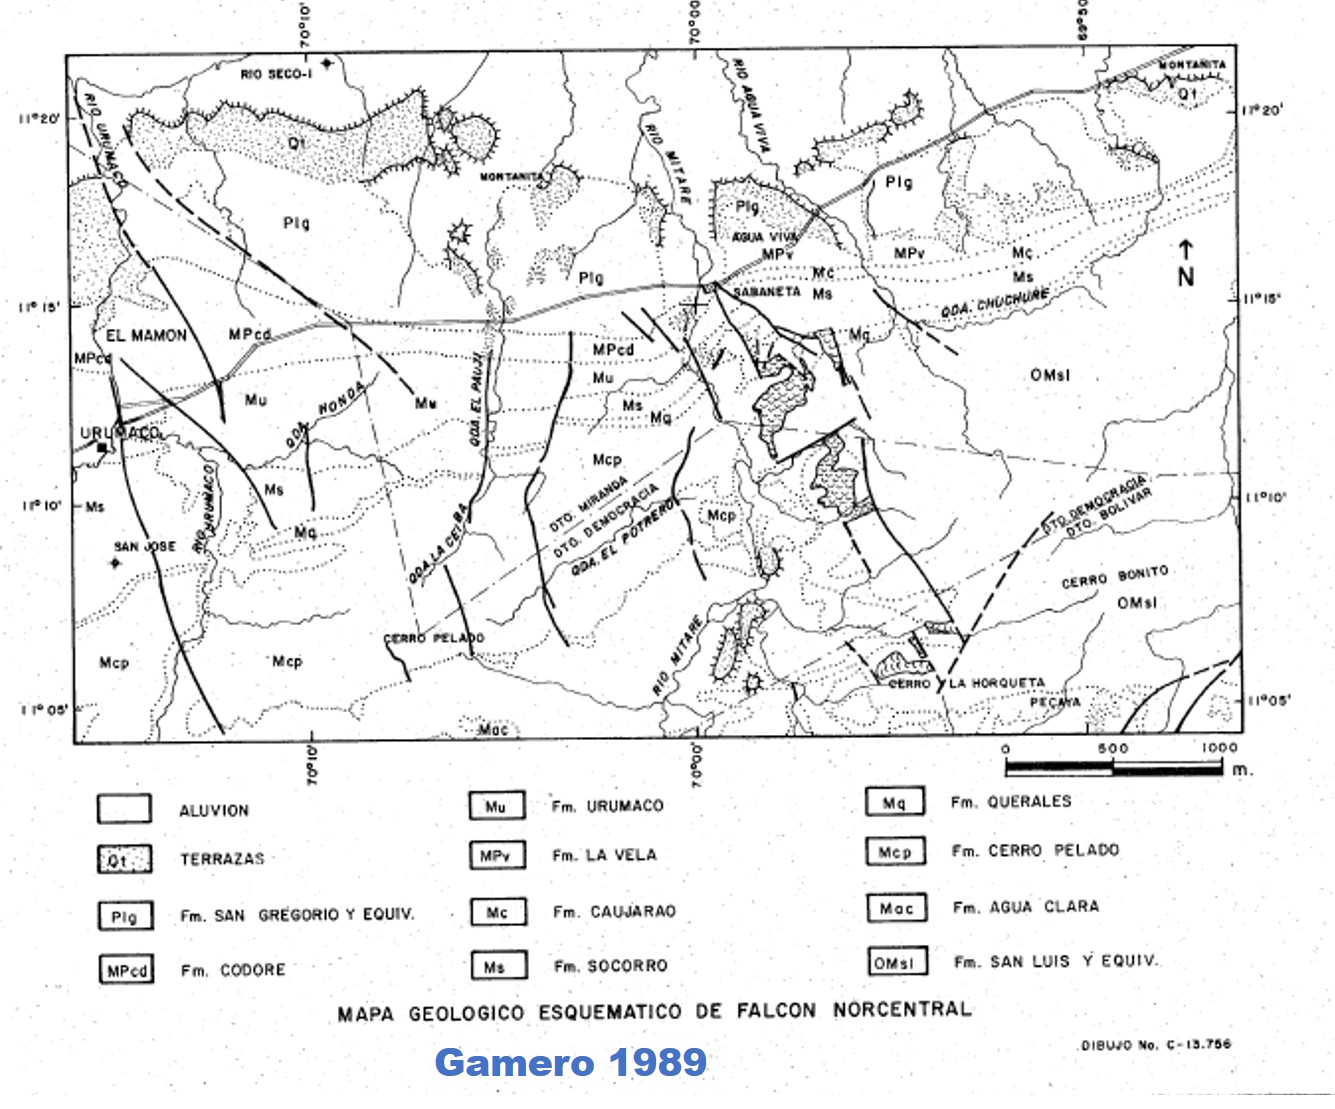 70°10'
70°00'
69°50'
RIO SECO-I
MONTAÑITA
Qt
11°20'
11°20'
RIO URUMACO
Qt
RIO AGUA VIVA
RIO MITARE
MONTAÑITA
Plg
Plg
Plg
AGUA VIVA
MPv
MPv
Mc
Mc
Ms
Plg
SABANETA
Ms
QDA. CHUCHURE
11°15'
11°15'
EL MAMON
MPcd
MPcd
MPcd
Mq
Mu
Mu
Mu
OMsl
QDA. HONDA
QDA. EL PAUJI
Ms
Mq
URUMACO
Mcp
Ms
Ms
11°10'
11°10'
RIO URUMACO
DTO. MIRANDA
DTO. DEMOCRACIA
QDA. EL POTRERO
Mcp
DTO. DEMOCRACIA
DTO. BOLIVAR
Mq
SAN JOSE
QDA. LA CEIBA
CERRO BONITO
OMsl
CERRO PELADO
RIO MITARE
Mcp
Mcp
CERRO LA HORQUETA
PECAYA
11°05'
11°05'
Mac
70°10'
70°00'
0 500 1000
m.
ALUVION
Qt TERRAZAS
Plg Fm. SAN GREGORIO Y EQUIV.
MPcd Fm. CODORE
Mu Fm. URUMACO
MPv Fm. LA VELA
Mc Fm. CAUJARAO
Ms Fm. SOCORRO
Mq Fm. QUERALES
Mcp Fm. CERRO PELADO
Mac Fm. AGUA CLARA
OMsl Fm. SAN LUIS Y EQUIV.
N
MAPA GEOLOGICO ESQUEMATICO DE FALCON NORCENTRAL
DIBUJO No. C-13.756
Gamero 1989